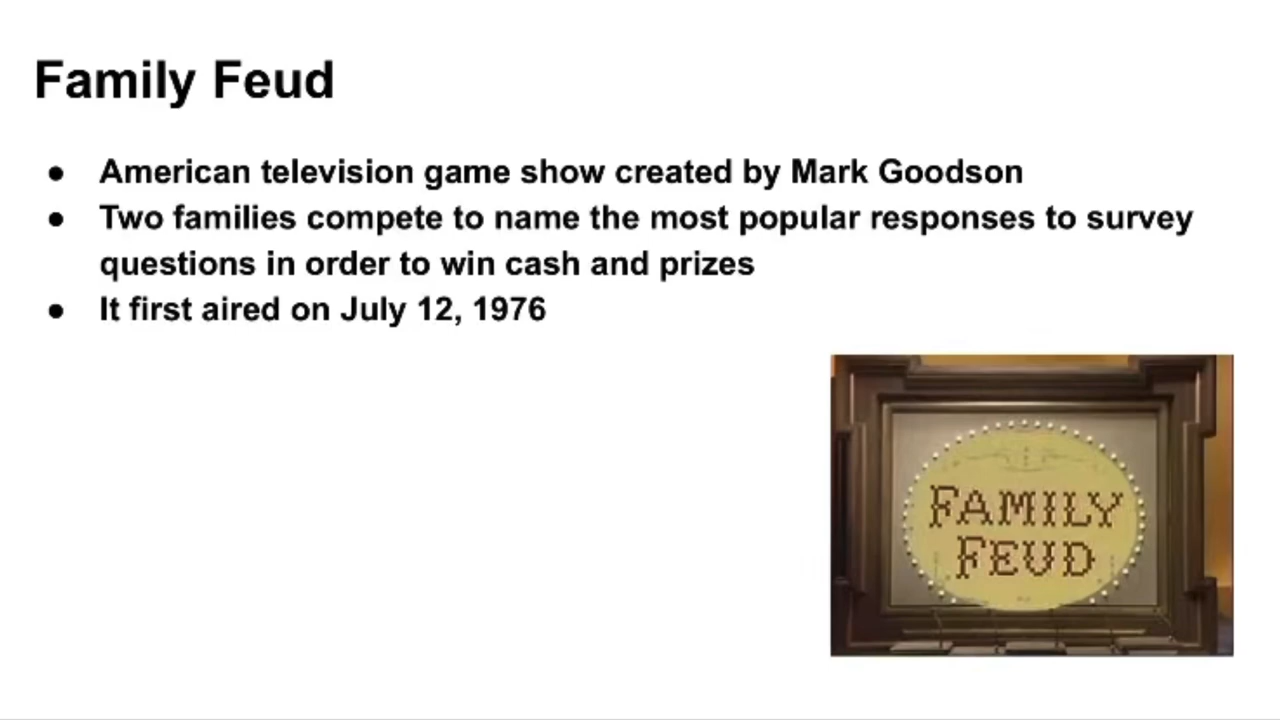 Family Feud
● American television game show created by Mark Goodson
● Two families compete to name the most popular responses to survey
questions in order to win cash and prizes
● It first aired on July 12, 1976
FAMILY
FEUD